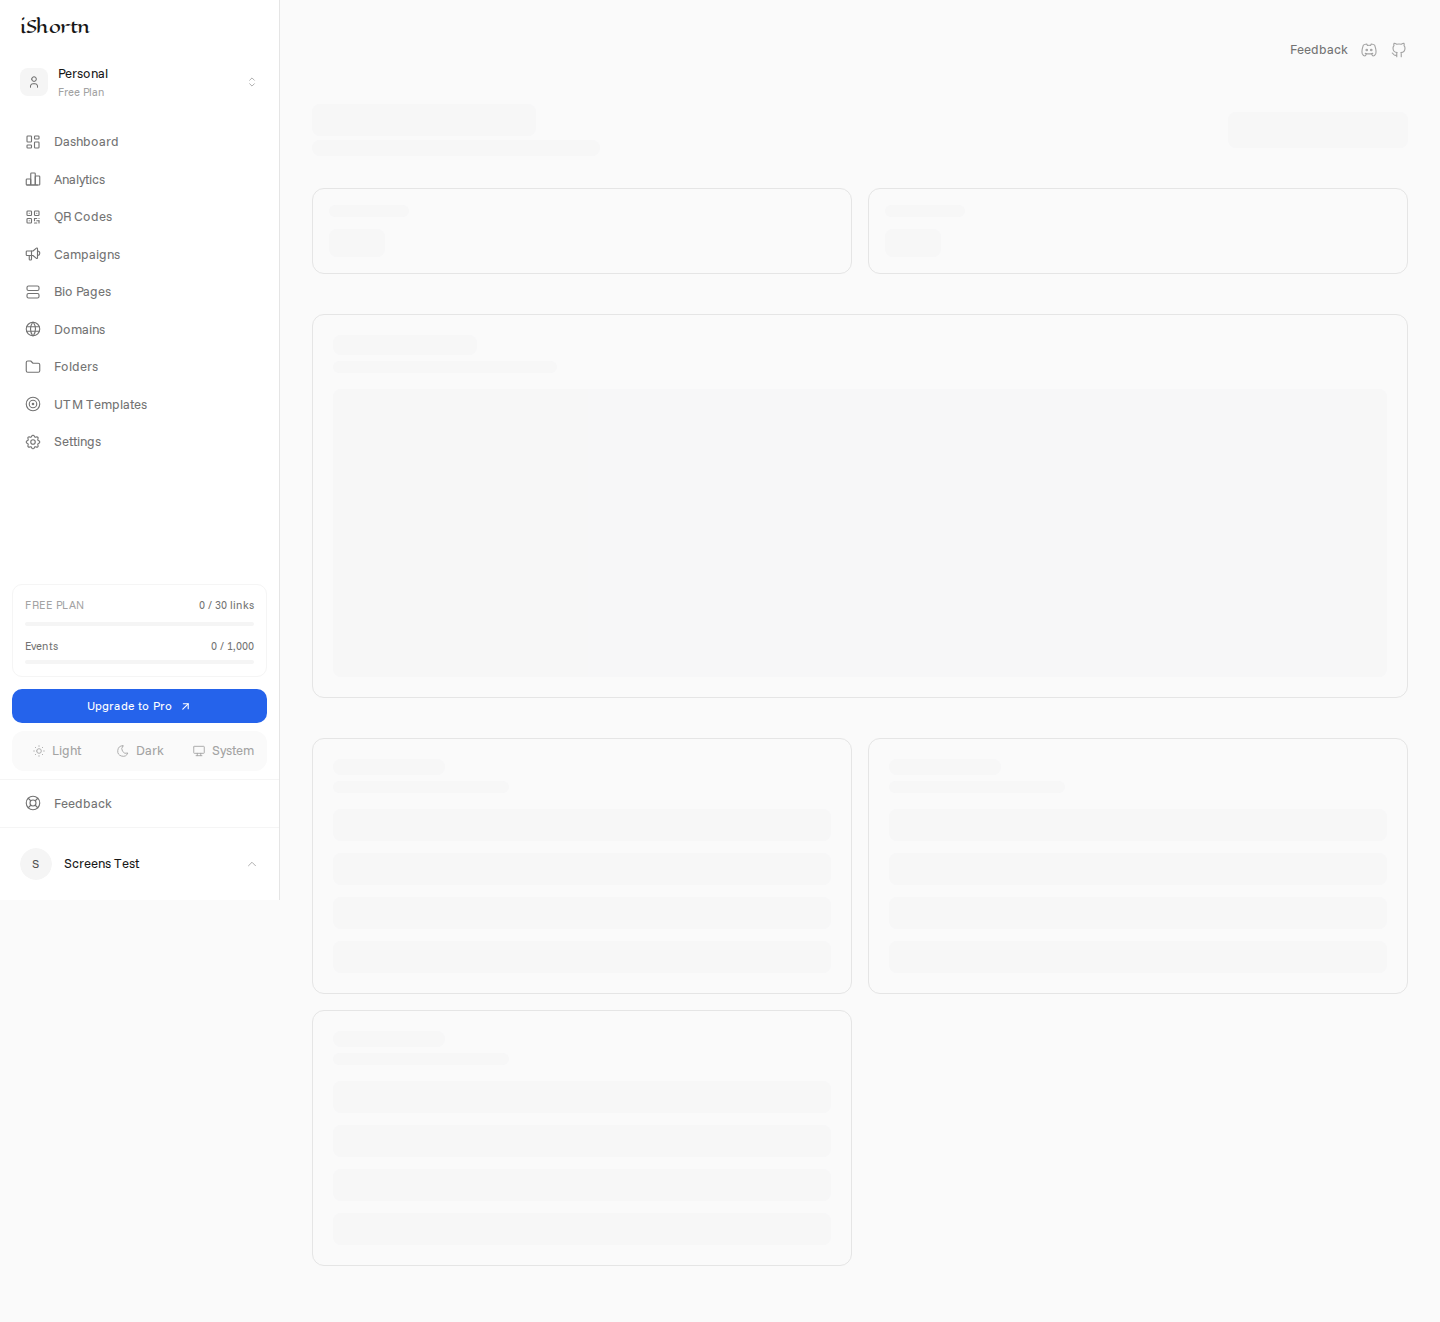 iShortn
Personal
Free Plan
Dashboard
Analytics
QR Codes
Campaigns
Bio Pages
Domains
Folders
UTM Templates
Settings
FREE PLAN 0 / 30 links
Events 0 / 1,000
Upgrade to Pro
Light Dark System
Feedback
S Screens Test
Feedback